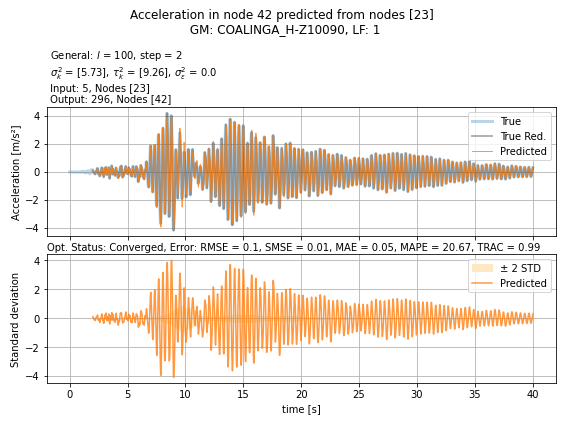 Acceleration in node 42 predicted from nodes [23]
GM: COALINGA_H-Z10090, LF: 1
General: l = 100, step = 2
σ²ₖ = [5.73], τ²ₖ = [9.26], σ²_ε = 0.0
Input: 5, Nodes [23]
Output: 296, Nodes [42]
Acceleration [m/s²]
4
2
0
−2
−4
True
True Red.
Predicted
Opt. Status: Converged, Error: RMSE = 0.1, SMSE = 0.01, MAE = 0.05, MAPE = 20.67, TRAC = 0.99
Standard deviation
4
2
0
−2
−4
± 2 STD
Predicted
0 5 10 15 20 25 30 35 40
time [s]